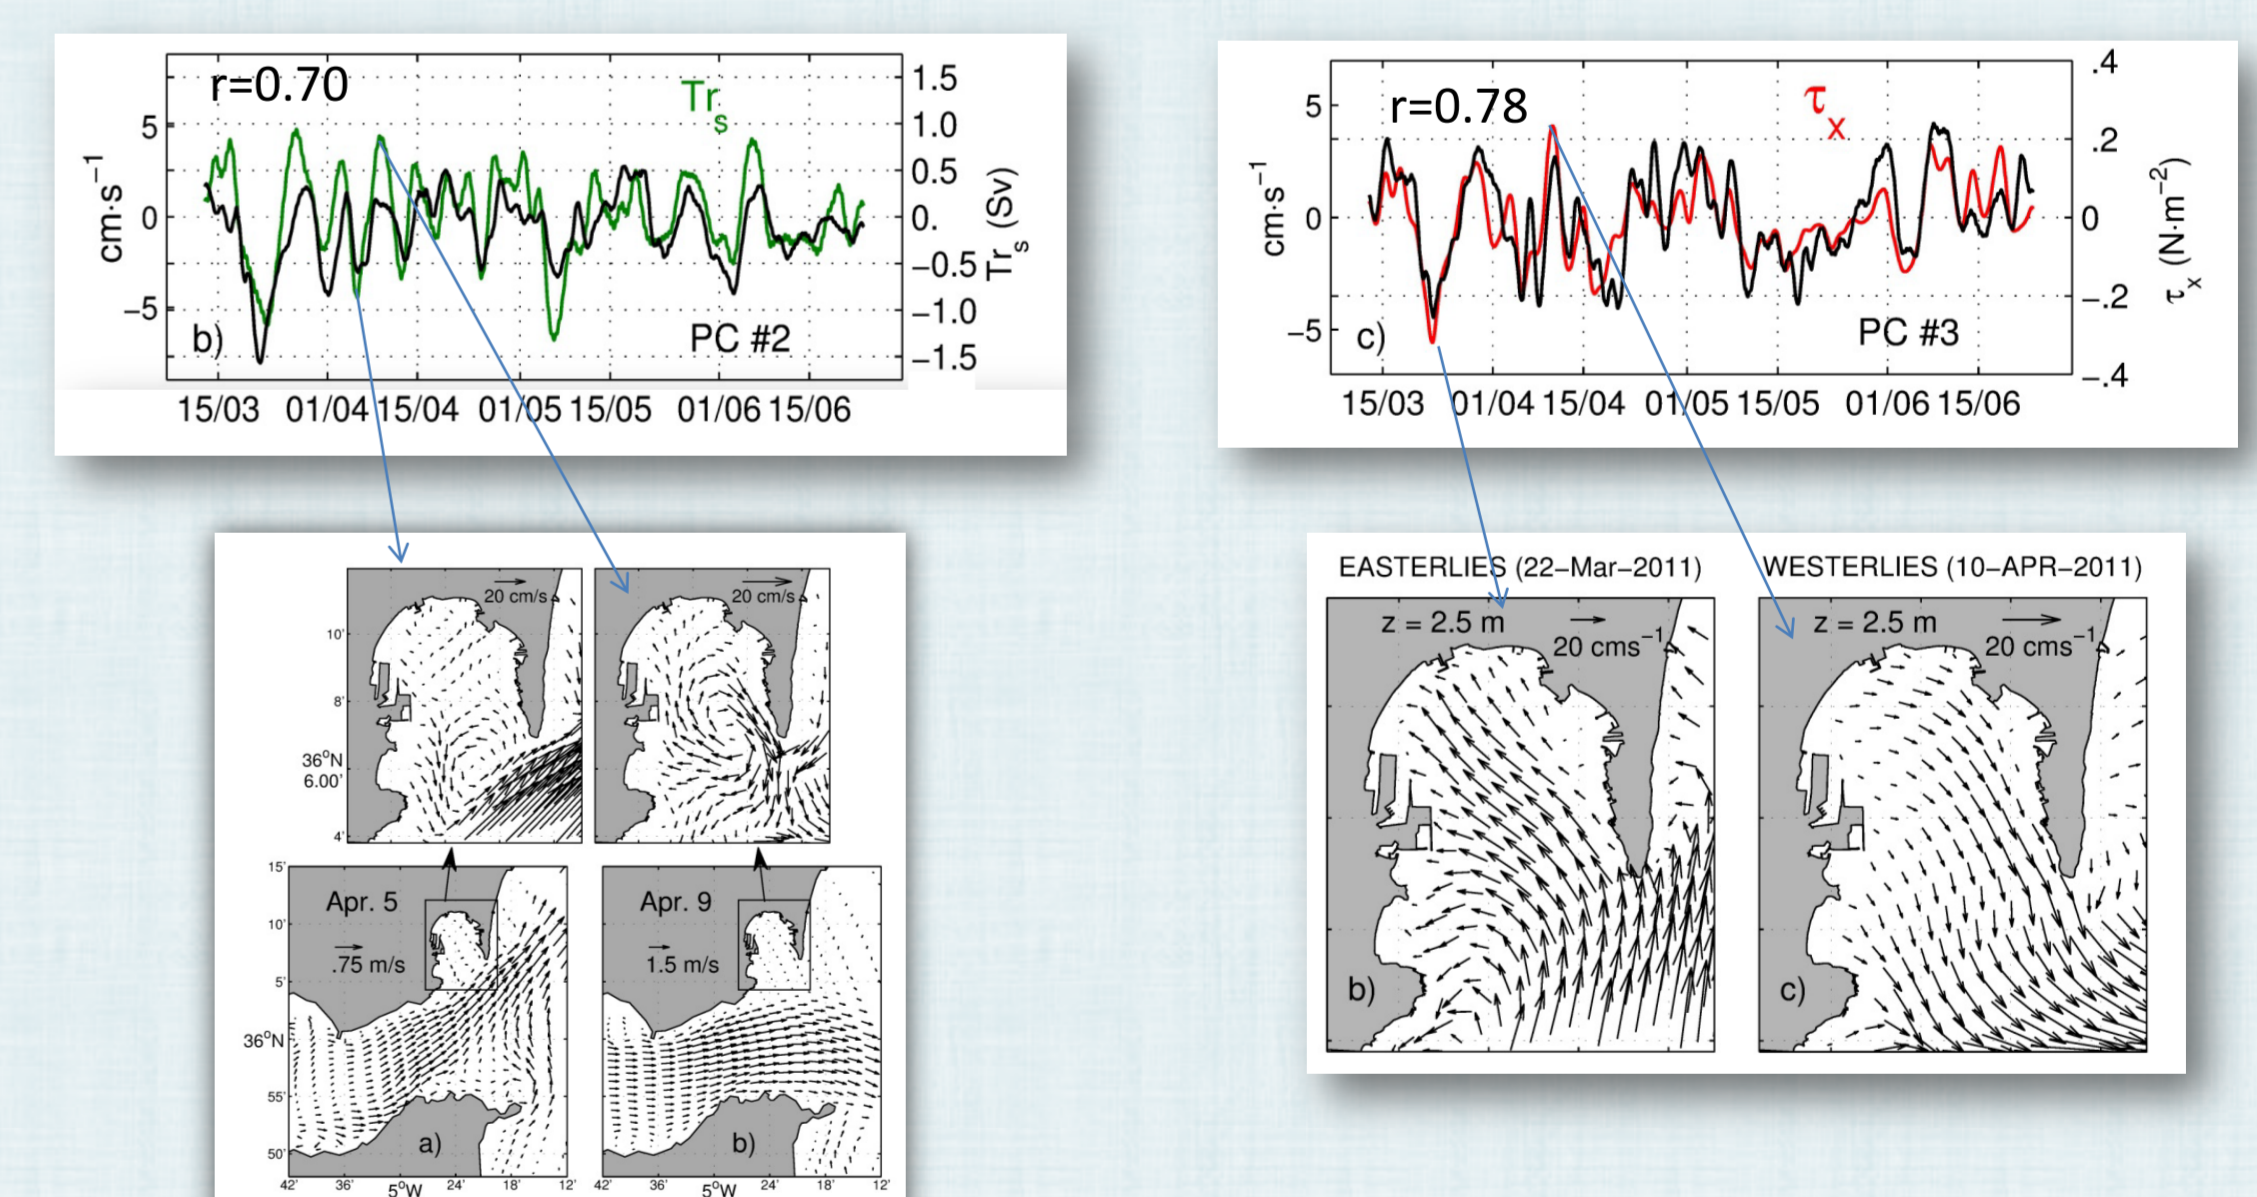 r=0.70
Tr_s
cm·s⁻¹
5
0
−5
1.5
1.0
0.5
0.
−0.5
−1.0
−1.5
Tr_s (Sv)
b)
PC #2
15/03 01/04 15/04 01/05 15/05 01/06 15/06
r=0.78
τ_x
cm·s⁻¹
5
0
−5
.4
.2
0
−.2
−.4
τ_x (N·m⁻²)
c)
PC #3
15/03 01/04 15/04 01/05 15/05 01/06 15/06
20 cm/s
20 cm/s
10'
8'
36°N
6.00'
4'
15'
10'
5'
36°N
55'
50'
Apr. 5
.75 m/s
a)
Apr. 9
1.5 m/s
b)
42' 36' 5°W 24' 18' 12'
42' 36' 5°W 24' 18' 12'
EASTERLIES (22−Mar−2011)
z = 2.5 m
20 cms⁻¹
b)
WESTERLIES (10−APR−2011)
z = 2.5 m
20 cms⁻¹
c)